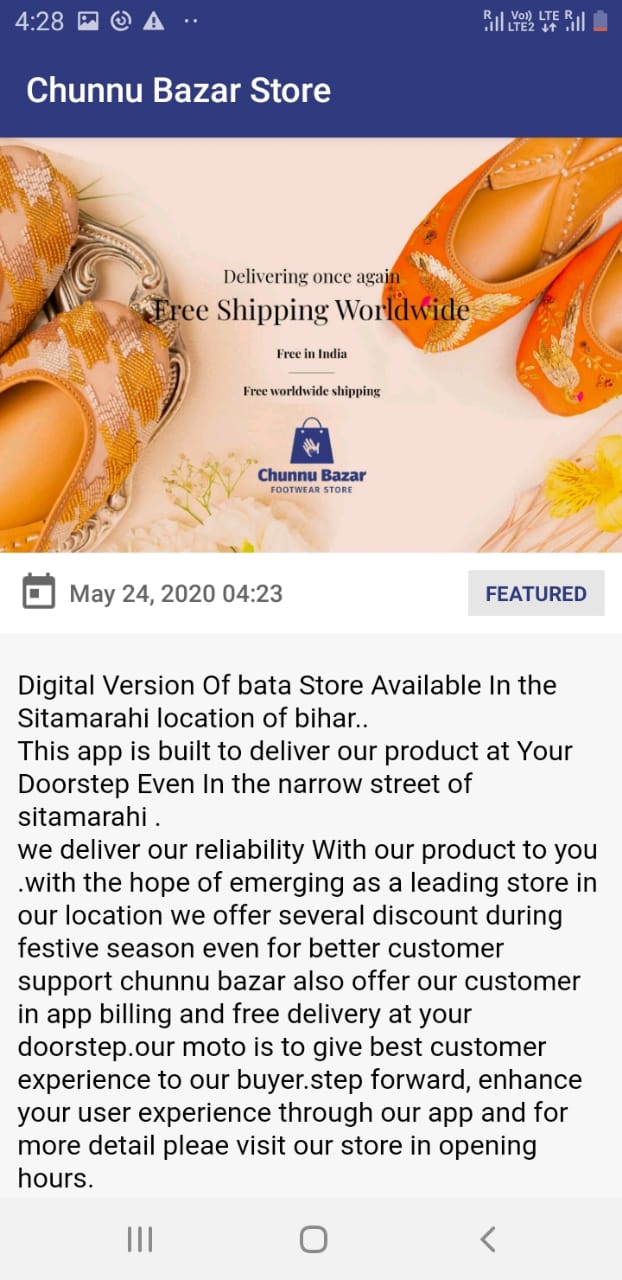 4:28
R Vo)) LTE R
LTE2
Chunnu Bazar Store
Delivering once again
Free Shipping Worldwide
Free in India
Free worldwide shipping
Chunnu Bazar
FOOTWEAR STORE
May 24, 2020 04:23
FEATURED
Digital Version Of bata Store Available In the
Sitamarahi location of bihar..
This app is built to deliver our product at Your
Doorstep Even In the narrow street of
sitamarahi .
we deliver our reliability With our product to you
.with the hope of emerging as a leading store in
our location we offer several discount during
festive season even for better customer
support chunnu bazar also offer our customer
in app billing and free delivery at your
doorstep.our moto is to give best customer
experience to our buyer.step forward, enhance
your user experience through our app and for
more detail pleae visit our store in opening
hours.